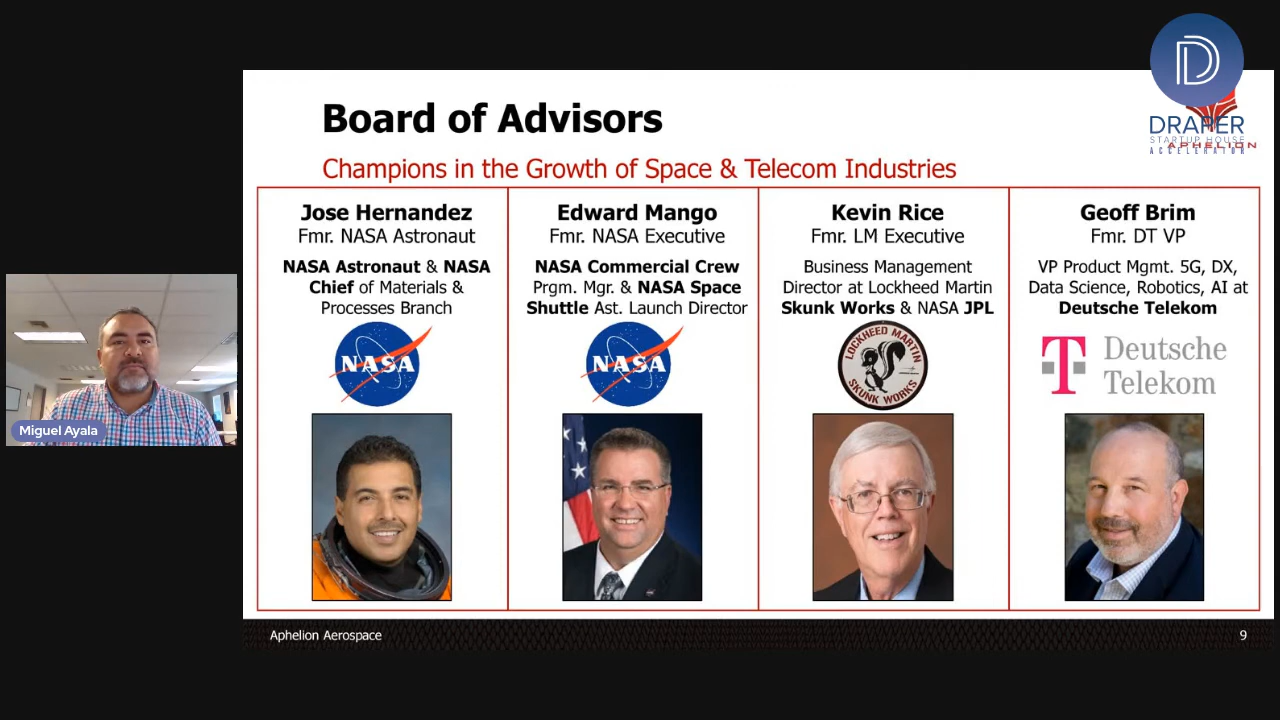 Board of Advisors
Champions in the Growth of Space & Telecom Industries
DRAPER
STARTUP HOUSE
ACCELERATOR
APHELION
Jose Hernandez
Fmr. NASA Astronaut
NASA Astronaut & NASA
Chief of Materials &
Processes Branch
NASA
Edward Mango
Fmr. NASA Executive
NASA Commercial Crew
Prgm. Mgr. & NASA Space
Shuttle Ast. Launch Director
NASA
Kevin Rice
Fmr. LM Executive
Business Management
Director at Lockheed Martin
Skunk Works & NASA JPL
LOCKHEED MARTIN
SKUNK WORKS
Geoff Brim
Fmr. DT VP
VP Product Mgmt. 5G, DX,
Data Science, Robotics, AI at
Deutsche Telekom
T Deutsche
Telekom
Miguel Ayala
Aphelion Aerospace
9